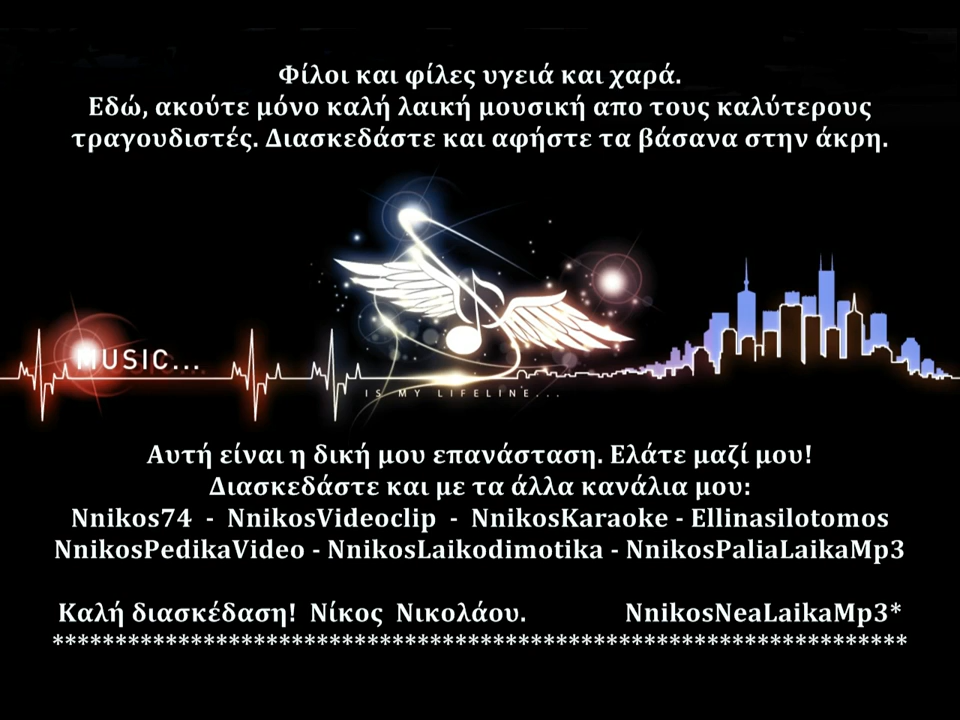 Φίλοι και φίλες υγειά και χαρά.
Εδώ, ακούτε μόνο καλή λαική μουσική απο τους καλύτερους
τραγουδιστές. Διασκεδάστε και αφήστε τα βάσανα στην άκρη.
MUSIC...
IS MY LIFELINE...
Αυτή είναι η δική μου επανάσταση. Ελάτε μαζί μου!
Διασκεδάστε και με τα άλλα κανάλια μου:
Nnikos74 - NnikosVideoclip - NnikosKaraoke - Ellinasilotomos
NnikosPedikaVideo - NnikosLaikodimotika - NnikosPaliaLaikaMp3
Καλή διασκέδαση! Νίκος Νικολάου. NnikosNeaLaikaMp3*
********************************************************************